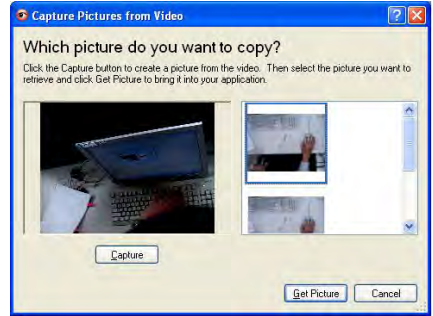 Capture Pictures from Video
Which picture do you want to copy?
Click the Capture button to create a picture from the video. Then select the picture you want to
retrieve and click Get Picture to bring it into your application.
Capture
Get Picture
Cancel